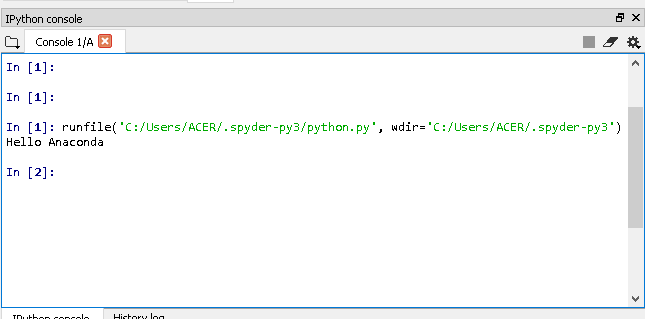 IPython console
Console 1/A
In [1]:
In [1]:
In [1]: runfile('C:/Users/ACER/.spyder-py3/python.py', wdir='C:/Users/ACER/.spyder-py3')
Hello Anaconda
In [2]:
IPython console History log